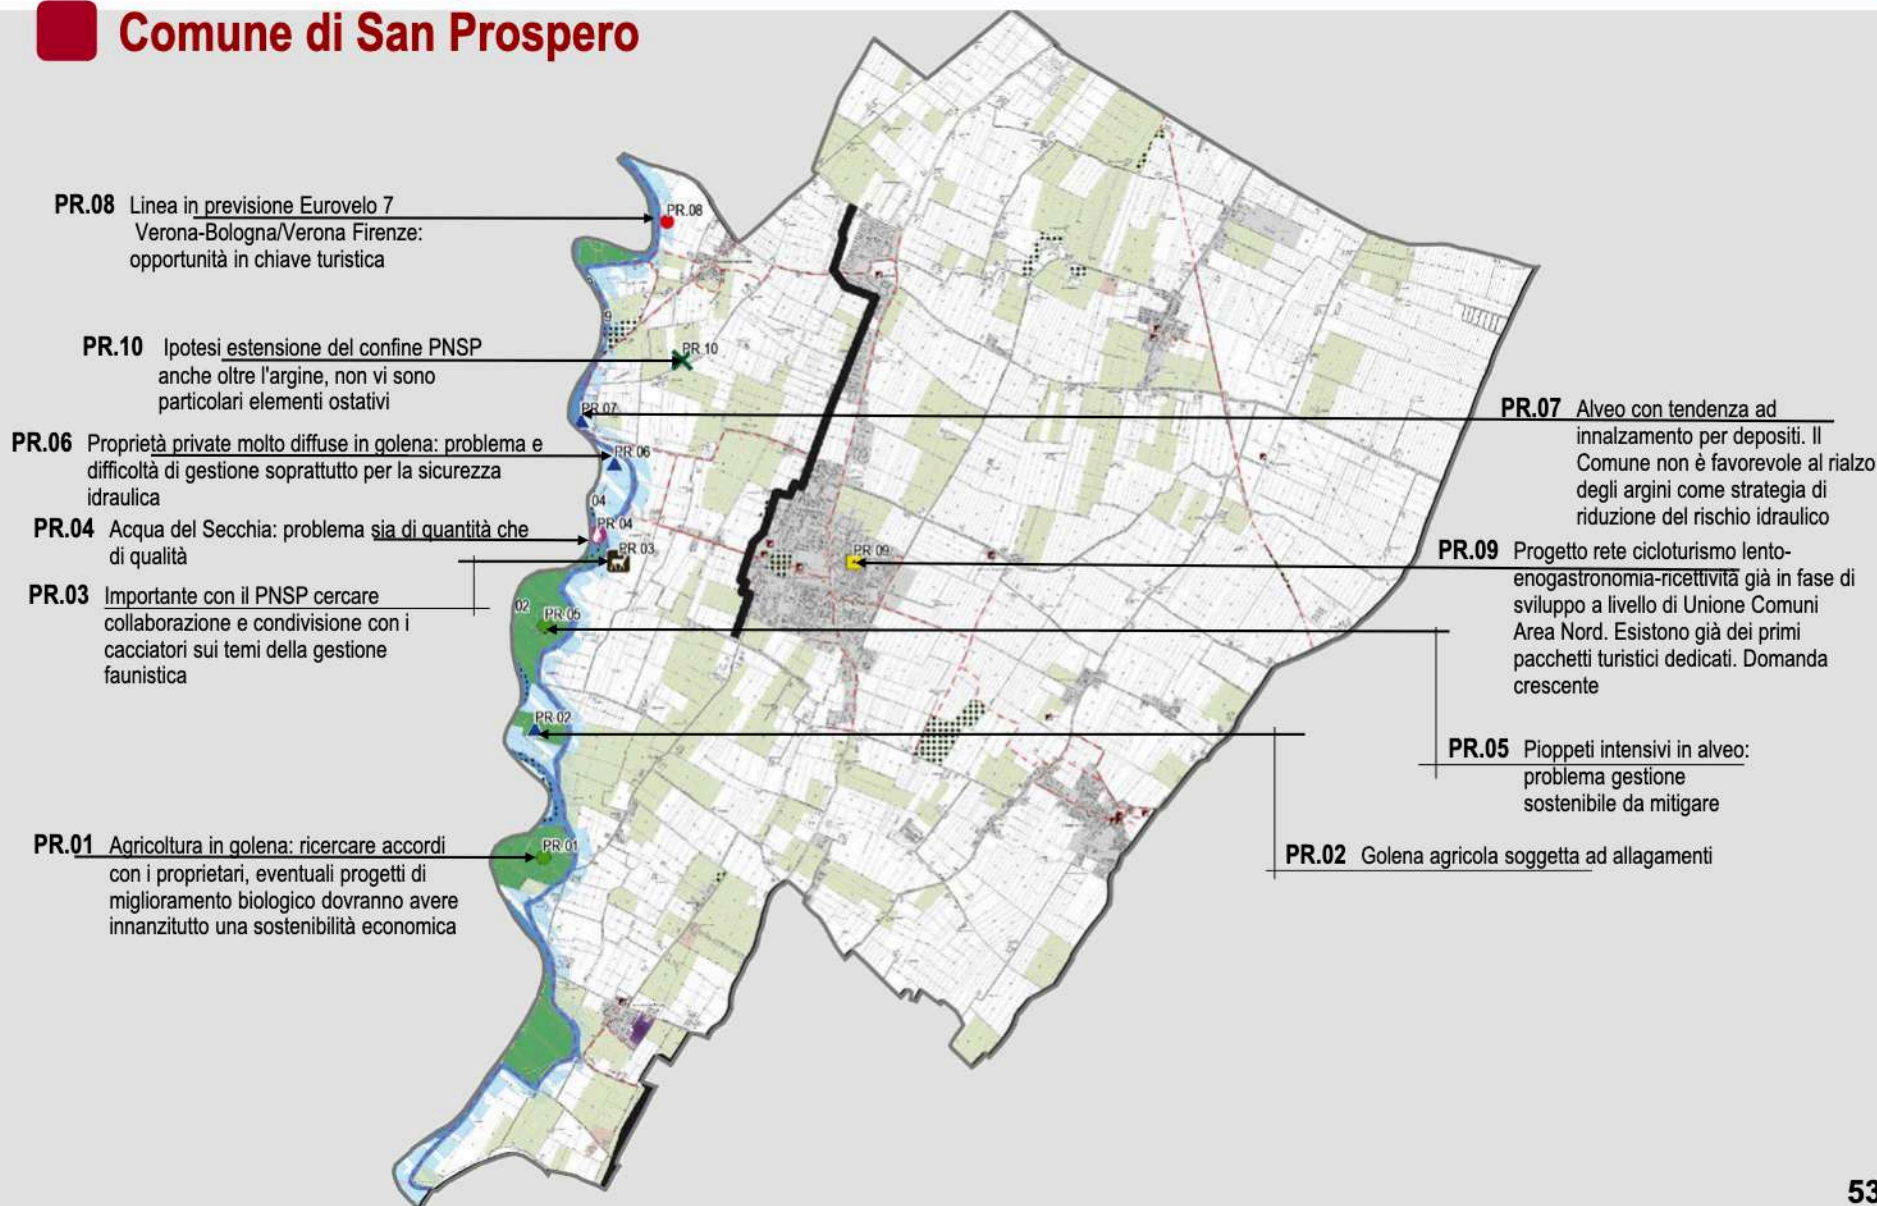 Comune di San Prospero
PR.08 Linea in previsione Eurovelo 7
Verona-Bologna/Verona Firenze:
opportunità in chiave turistica
PR.10 Ipotesi estensione del confine PNSP
anche oltre l'argine, non vi sono
particolari elementi ostativi
PR.06 Proprietà private molto diffuse in golena: problema e
difficoltà di gestione soprattutto per la sicurezza
idraulica
PR.04 Acqua del Secchia: problema sia di quantità che
di qualità
PR.03 Importante con il PNSP cercare
collaborazione e condivisione con i
cacciatori sui temi della gestione
faunistica
PR.01 Agricoltura in golena: ricercare accordi
con i proprietari, eventuali progetti di
miglioramento biologico dovranno avere
innanzitutto una sostenibilità economica
PR.08
9
PR.10
PR.07
PR.06
04
PR.04
PR.03
PR.09
02
PR.05
PR.02
PR.01
PR.07 Alveo con tendenza ad
innalzamento per depositi. Il
Comune non è favorevole al rialzo
degli argini come strategia di
riduzione del rischio idraulico
PR.09 Progetto rete cicloturismo lento-
enogastronomia-ricettività già in fase di
sviluppo a livello di Unione Comuni
Area Nord. Esistono già dei primi
pacchetti turistici dedicati. Domanda
crescente
PR.05 Pioppeti intensivi in alveo:
problema gestione
sostenibile da mitigare
PR.02 Golena agricola soggetta ad allagamenti
53